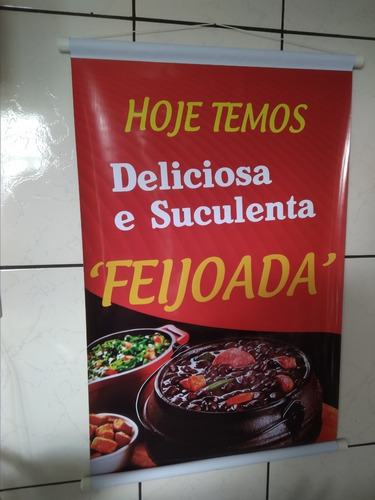 HOJE TEMOS
Deliciosa
e Suculenta
'FEIJOADA'